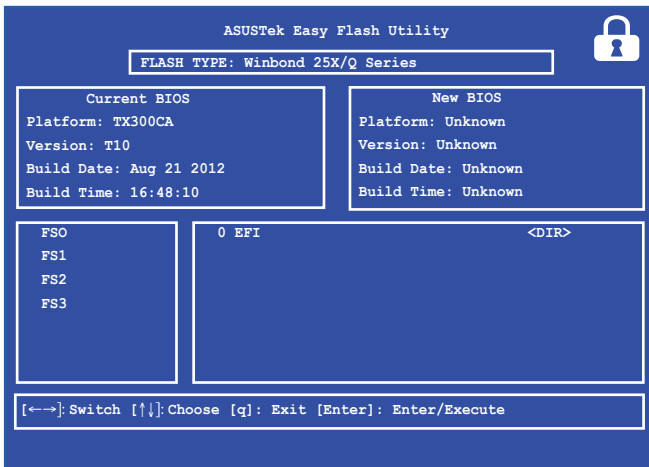 ASUSTek Easy Flash Utility
FLASH TYPE: Winbond 25X/Q Series
Current BIOS
Platform: TX300CA
Version: T10
Build Date: Aug 21 2012
Build Time: 16:48:10
New BIOS
Platform: Unknown
Version: Unknown
Build Date: Unknown
Build Time: Unknown
FSO
FS1
FS2
FS3
0 EFI <DIR>
[←→]: Switch [↑↓]: Choose [q]: Exit [Enter]: Enter/Execute